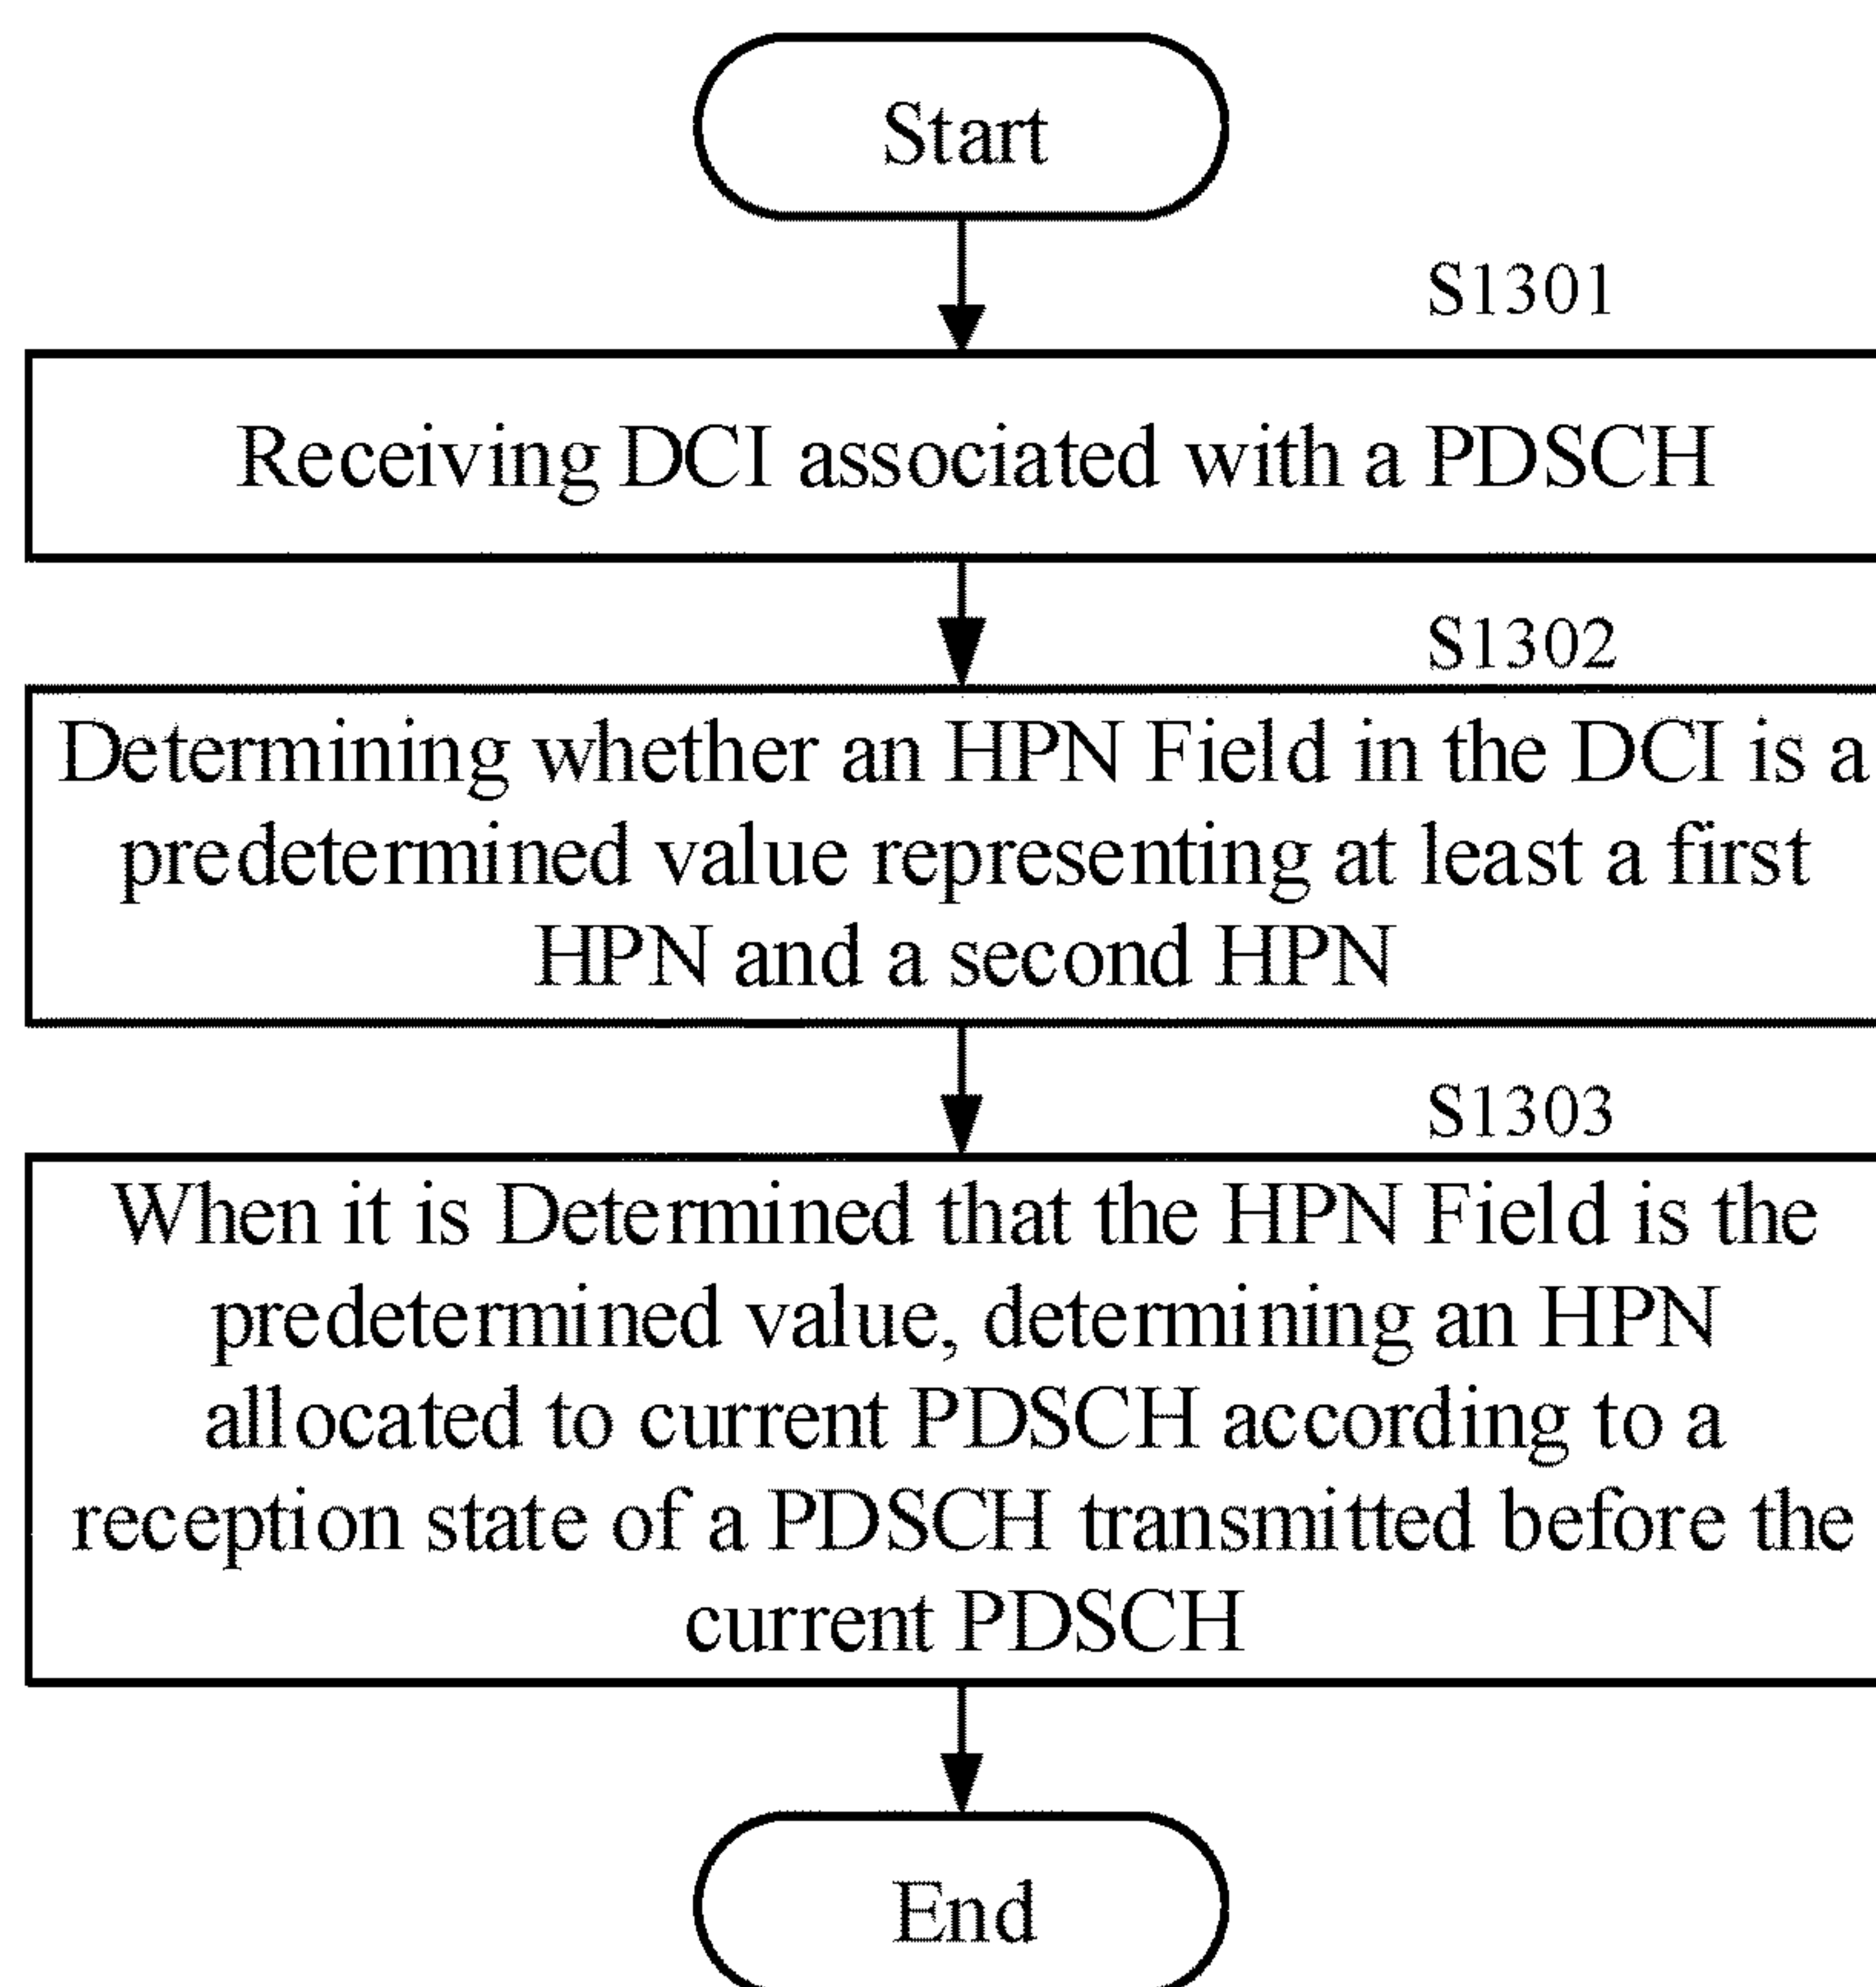 Start
S1301
Receiving DCI associated with a PDSCH
S1302
Determining whether an HPN Field in the DCI is a
predetermined value representing at least a first
HPN and a second HPN
S1303
When it is Determined that the HPN Field is the
predetermined value, determining an HPN
allocated to current PDSCH according to a
reception state of a PDSCH transmitted before the
current PDSCH
End